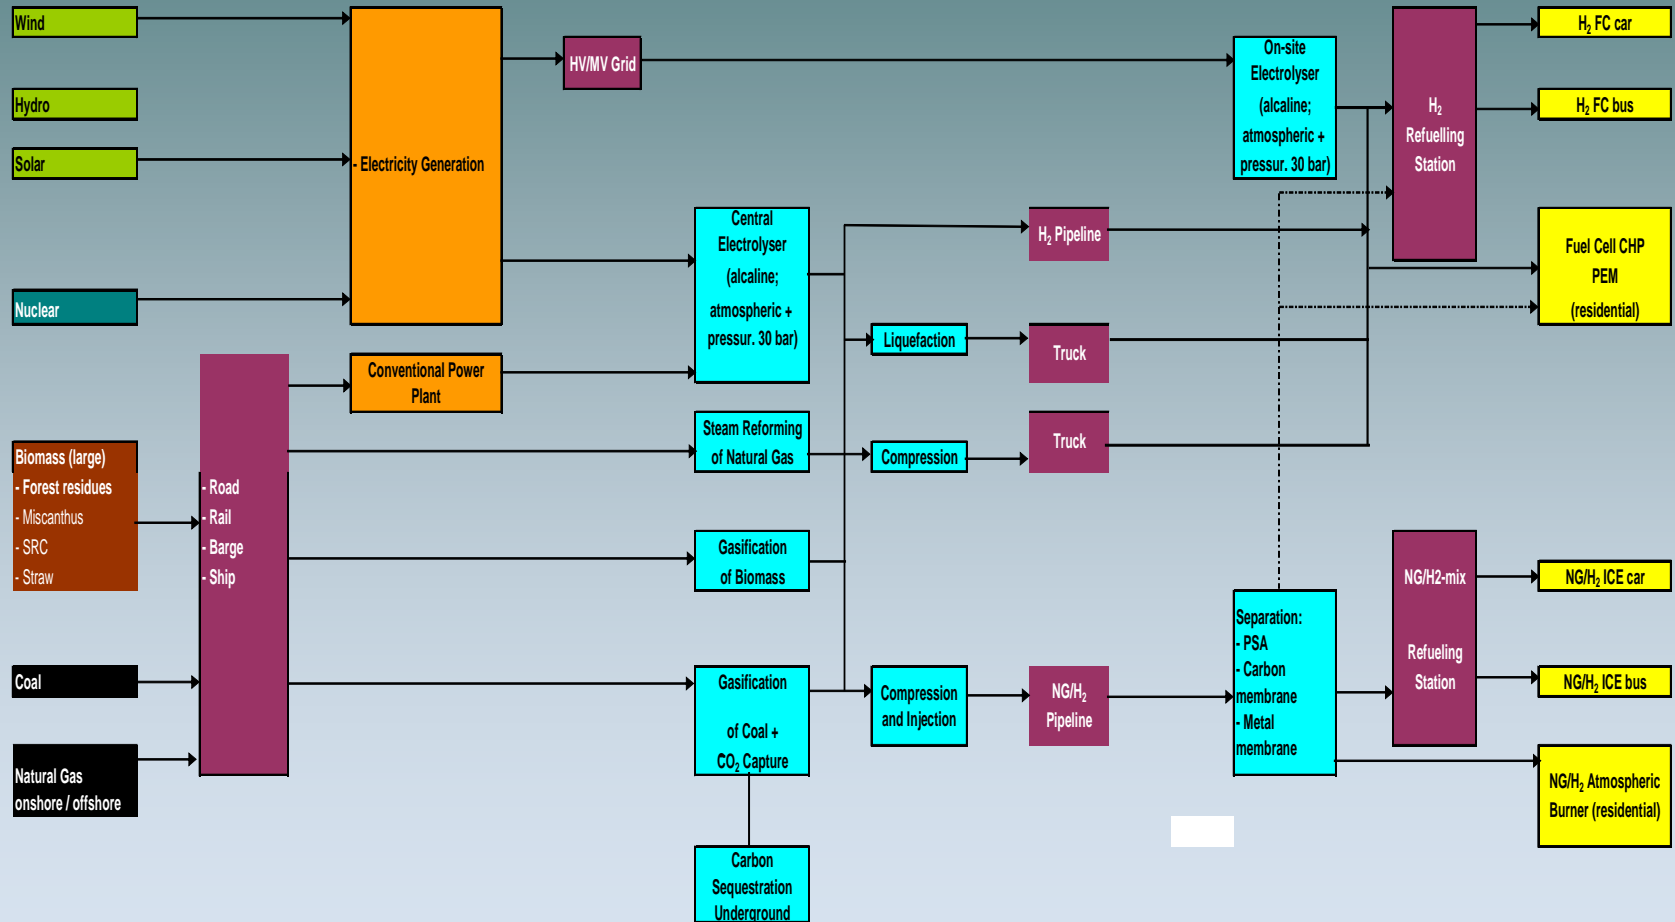 Wind
Hydro
Solar
Nuclear
Biomass (large)
- Forest residues
- Miscanthus
- SRC
- Straw
Coal
Natural Gas
onshore / offshore
- Road
- Rail
- Barge
- Ship
- Electricity Generation
Conventional Power
Plant
HV/MV Grid
Central
Electrolyser
(alcaline;
atmospheric +
pressur. 30 bar)
Steam Reforming
of Natural Gas
Gasification
of Biomass
Gasification
of Coal +
CO₂ Capture
Carbon
Sequestration
Underground
Liquefaction
Compression
Compression
and Injection
H₂ Pipeline
Truck
Truck
NG/H₂
Pipeline
On-site
Electrolyser
(alcaline;
atmospheric +
pressur. 30 bar)
Separation:
- PSA
- Carbon
membrane
- Metal
membrane
H₂
Refuelling
Station
NG/H2-mix
Refueling
Station
H₂ FC car
H₂ FC bus
Fuel Cell CHP
PEM
(residential)
NG/H₂ ICE car
NG/H₂ ICE bus
NG/H₂ Atmospheric
Burner (residential)